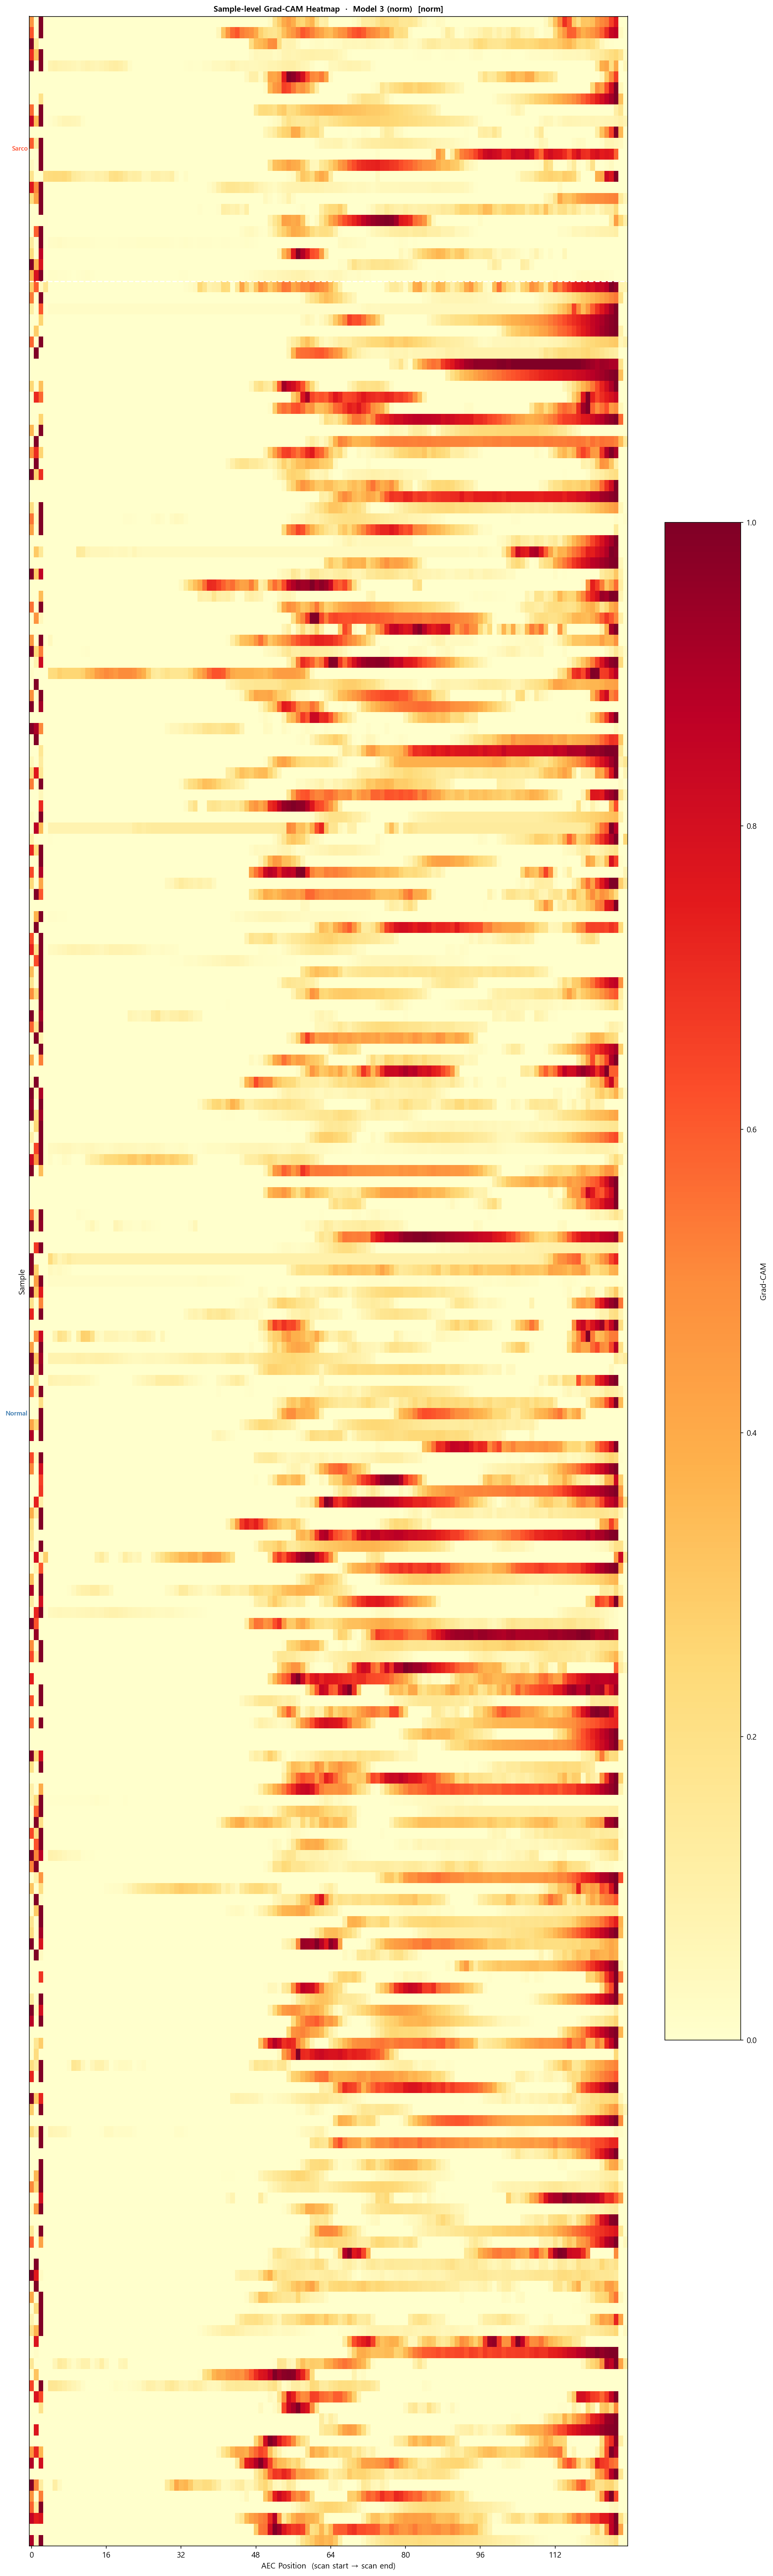 Sample-level Grad-CAM Heatmap · Model 3 (norm) [norm]
Sarco
1.0
0.8
0.6
Sample
Grad-CAM
0.4
Normal
0.2
0.0
0 16 32 48 64 80 96 112
AEC Position (scan start → scan end)